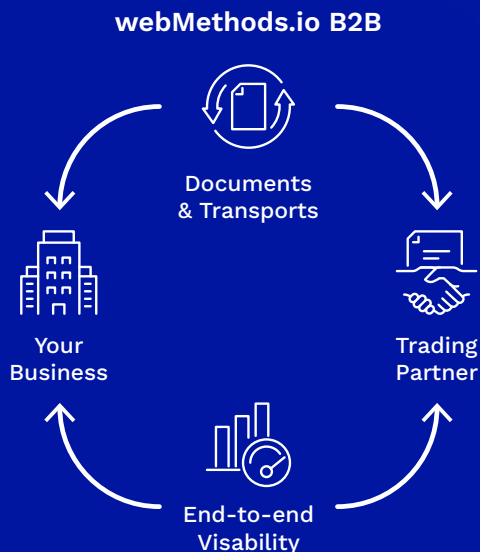 webMethods.io B2B
Documents
& Transports
Your
Business
Trading
Partner
End-to-end
Visability